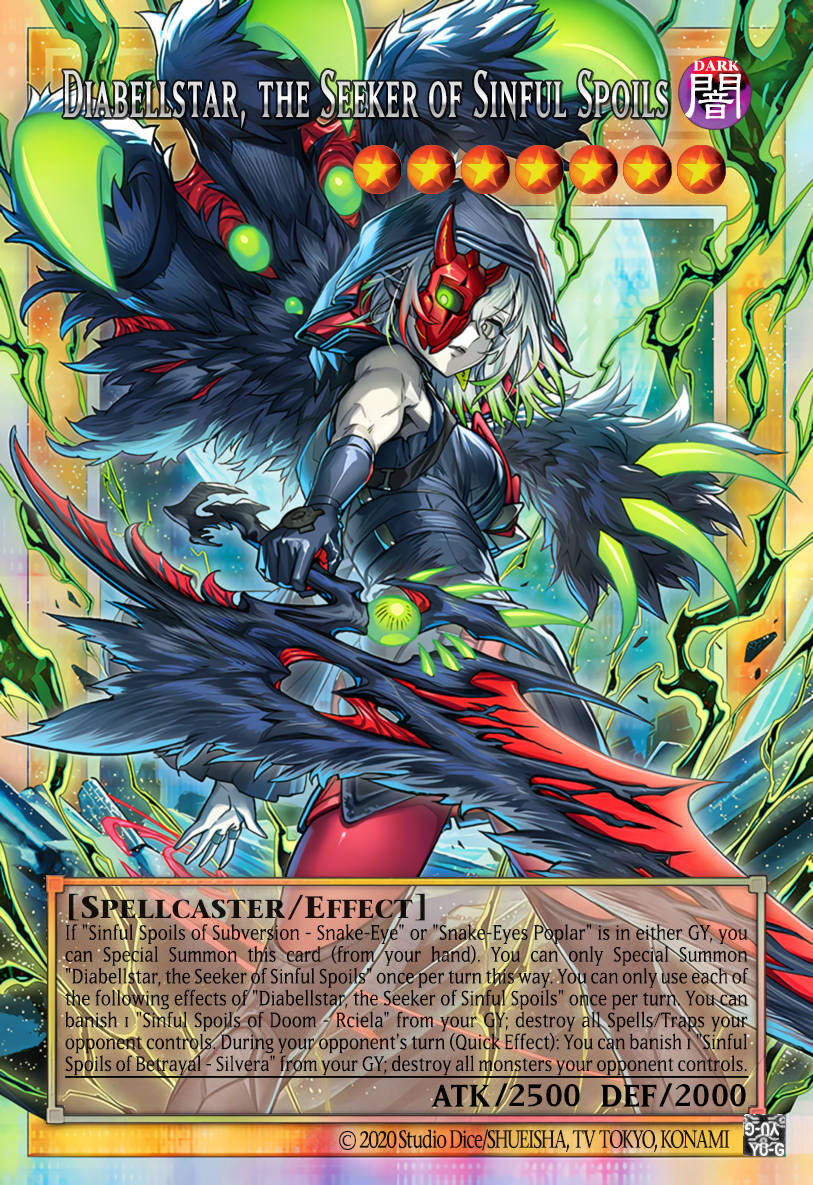 Diabellstar, the Seeker of Sinful Spoils
DARK
闇
[Spellcaster/Effect]
If "Sinful Spoils of Subversion - Snake-Eye" or "Snake-Eyes Poplar" is in either GY, you
can Special Summon this card (from your hand). You can only Special Summon
"Diabellstar, the Seeker of Sinful Spoils" once per turn this way. You can only use each of
the following effects of "Diabellstar, the Seeker of Sinful Spoils" once per turn. You can
banish 1 "Sinful Spoils of Doom - Rciela" from your GY; destroy all Spells/Traps your
opponent controls. During your opponent's turn (Quick Effect): You can banish 1 "Sinful
Spoils of Betrayal - Silvera" from your GY; destroy all monsters your opponent controls.
ATK/2500 DEF/2000
© 2020 Studio Dice/SHUEISHA, TV TOKYO, KONAMI
YU-G
YU-G